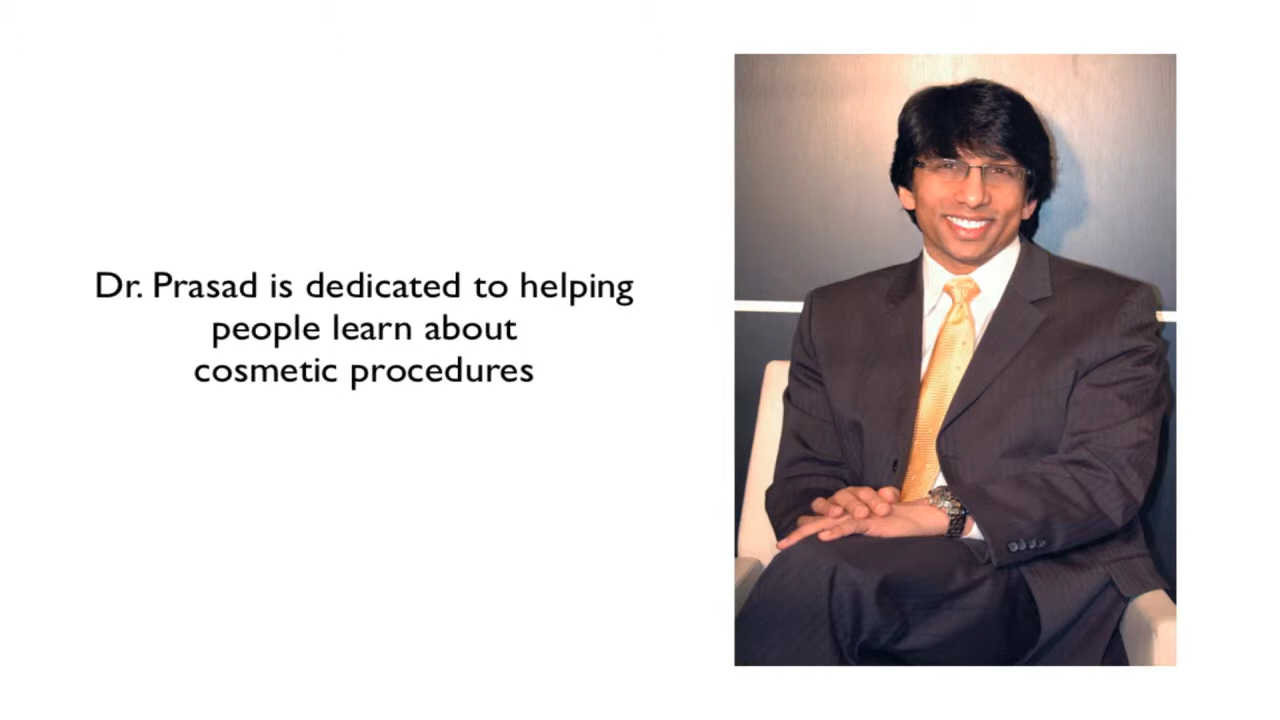 Dr. Prasad is dedicated to helping
people learn about
cosmetic procedures